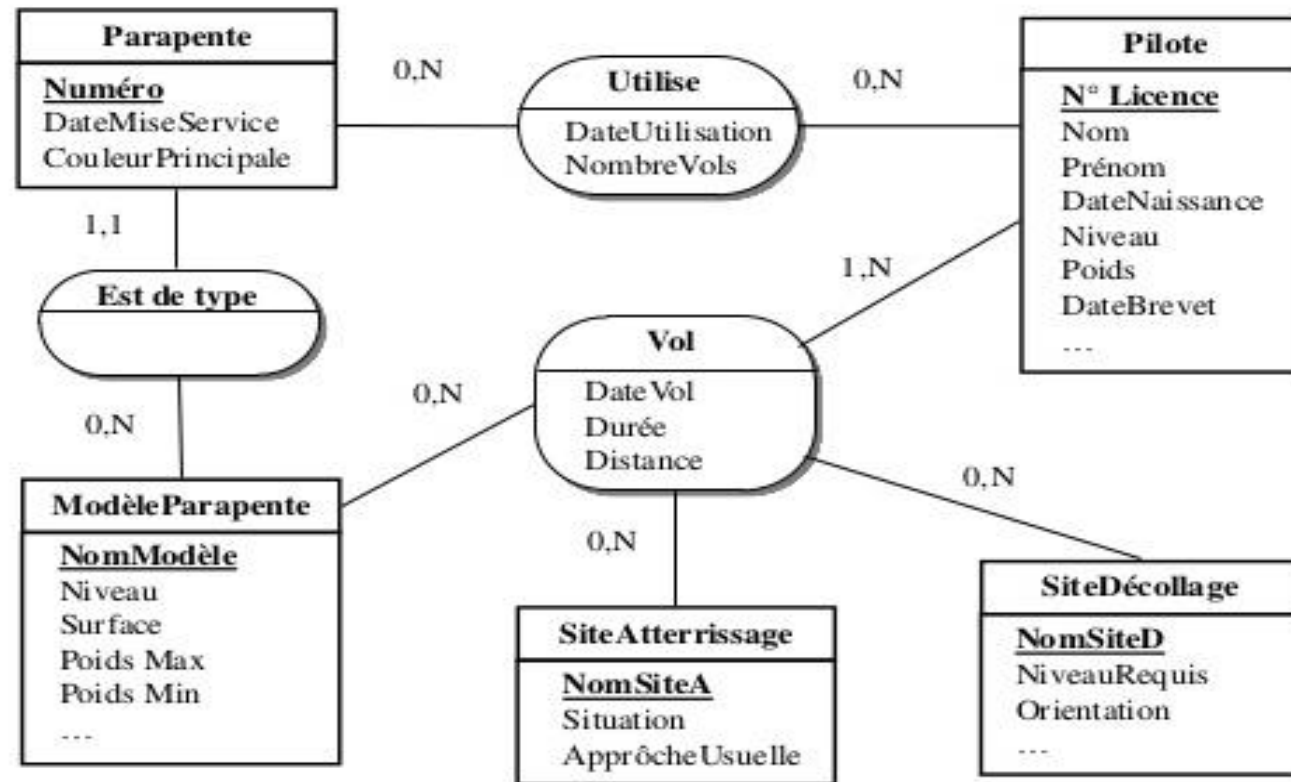 Parapente
Numéro
DateMiseService
CouleurPrincipale
0,N
Utilise
DateUtilisation
NombreVols
0,N
Pilote
N° Licence
Nom
Prénom
DateNaissance
Niveau
Poids
DateBrevet
...
1,1
Est de type
0,N
1,N
Vol
DateVol
Durée
Distance
0,N
0,N
0,N
ModèleParapente
NomModèle
Niveau
Surface
Poids Max
Poids Min
...
SiteAtterrissage
NomSiteA
Situation
ApprôcheUsuelle
SiteDécollage
NomSiteD
NiveauRequis
Orientation
...